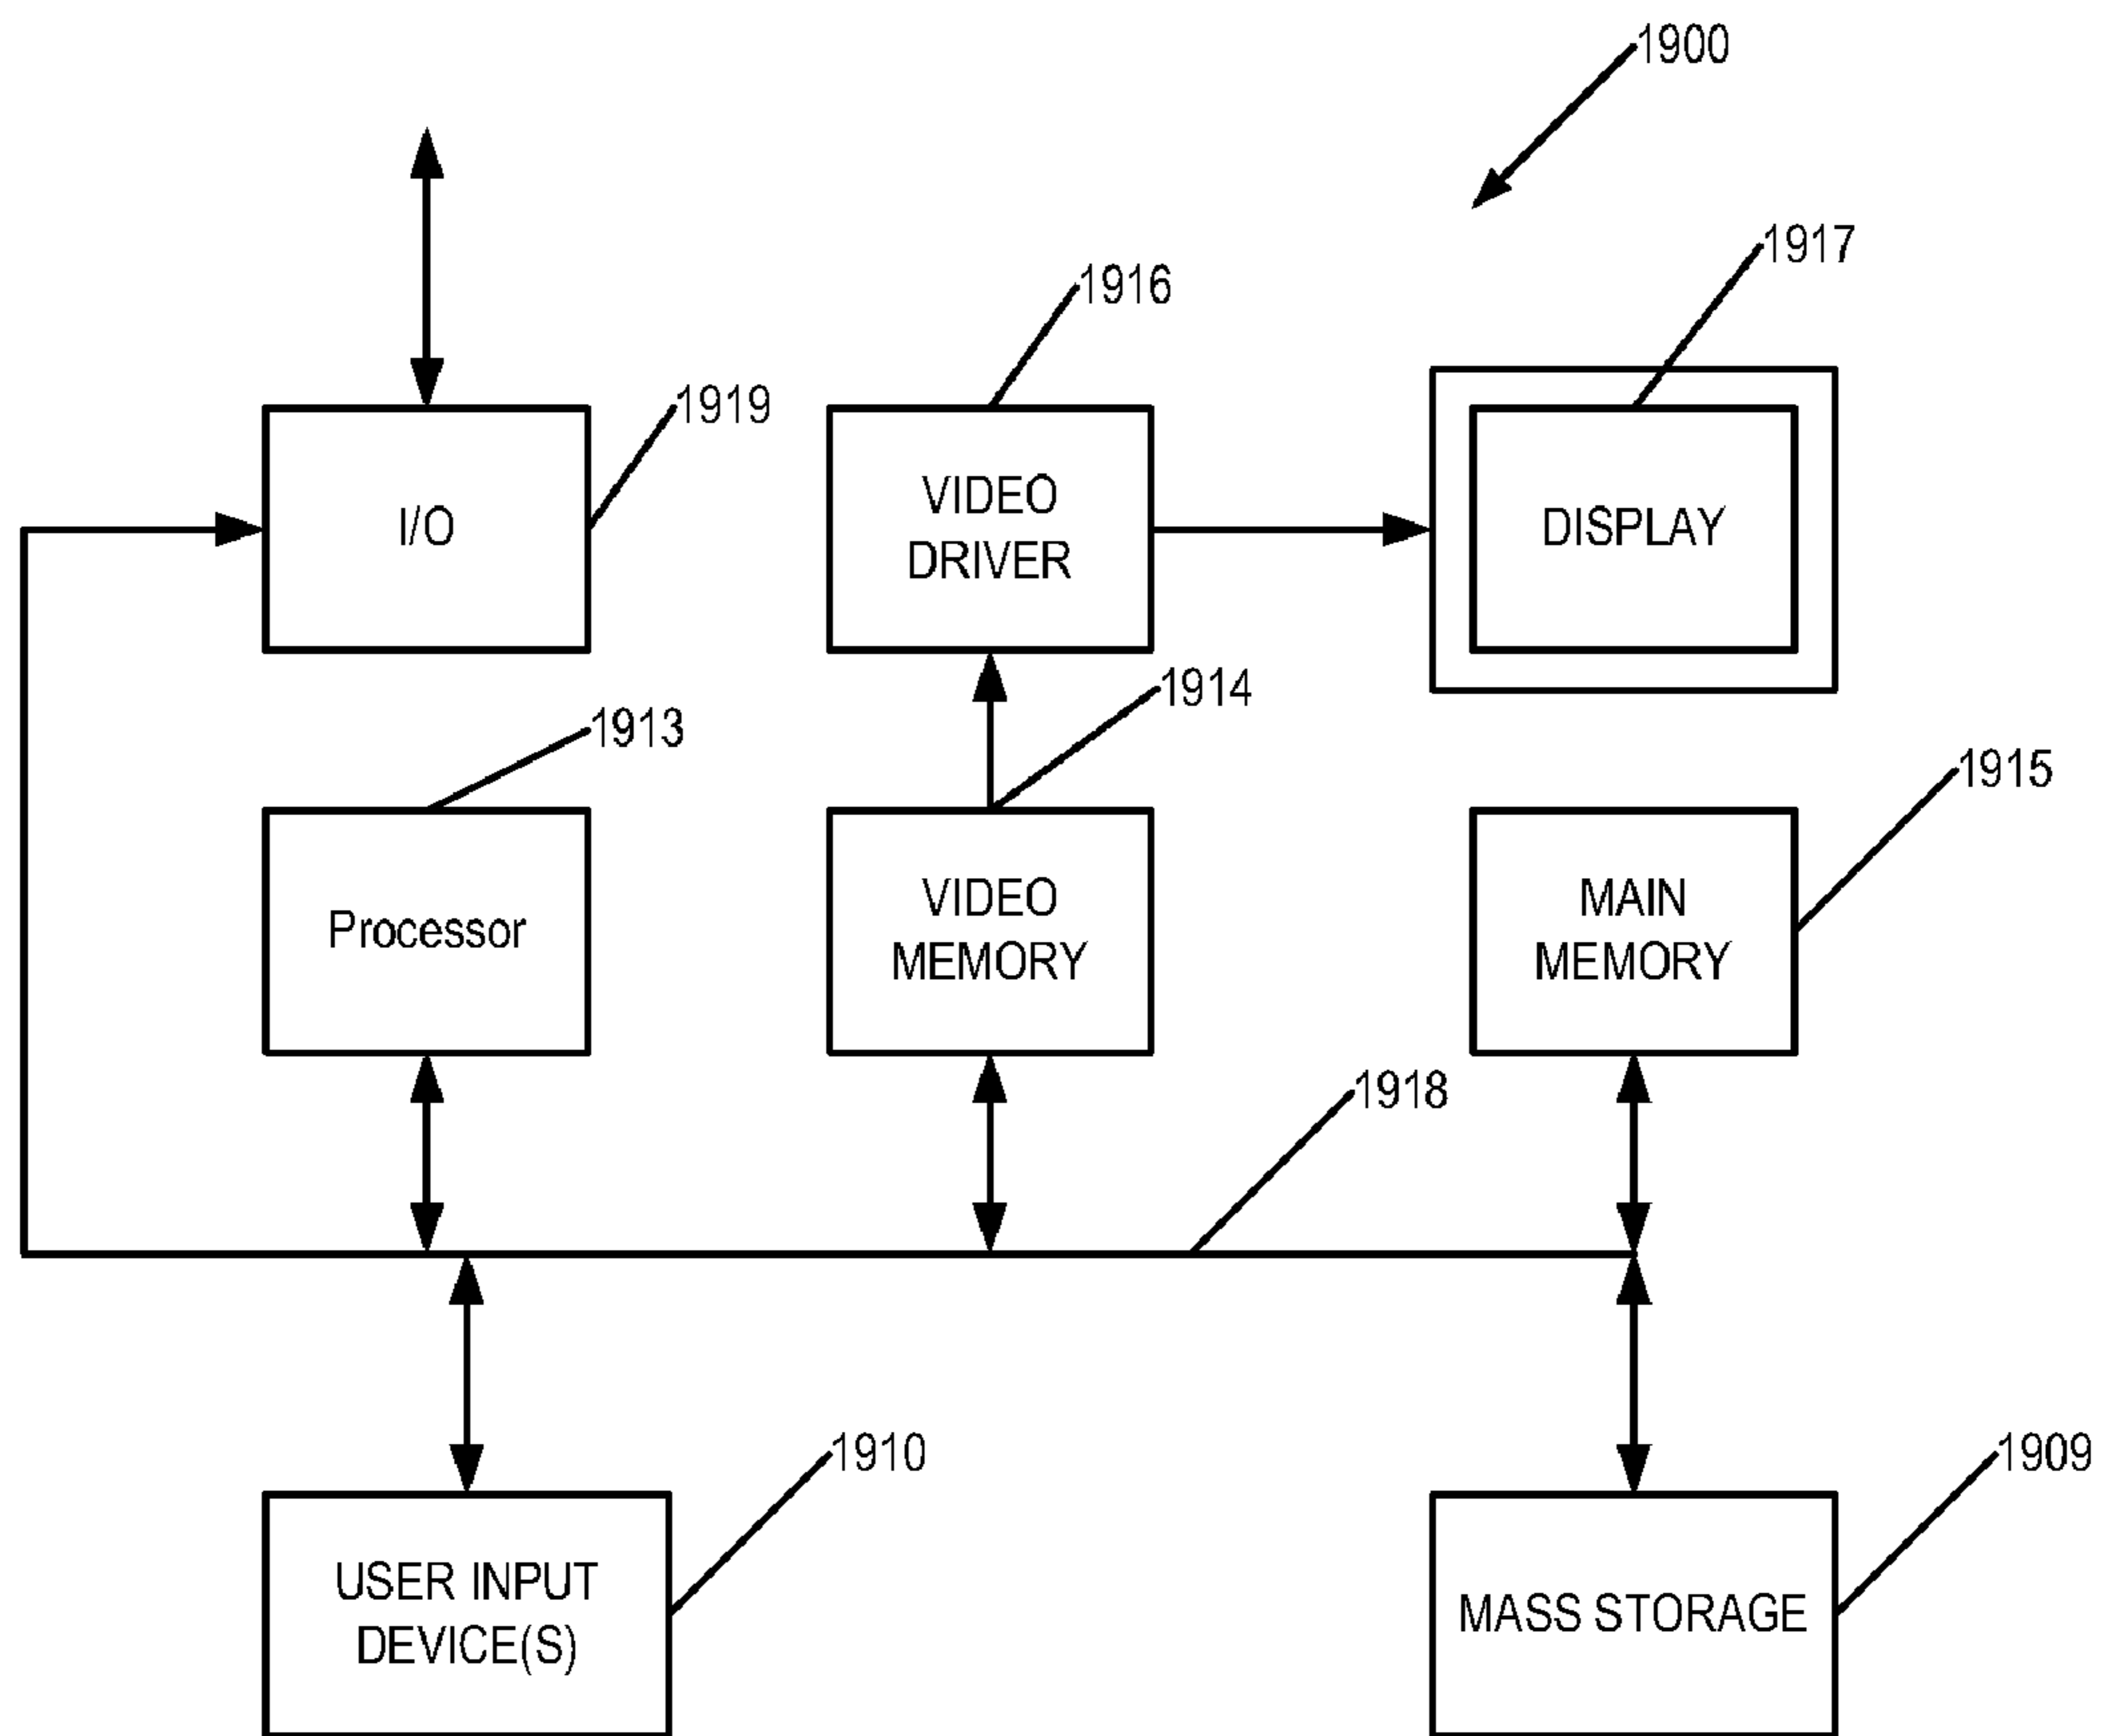 1900
1917
1916
1919
I/O
VIDEO
DRIVER
DISPLAY
1914
1913
1915
Processor
VIDEO
MEMORY
MAIN
MEMORY
1918
1910
1909
USER INPUT
DEVICE(S)
MASS STORAGE